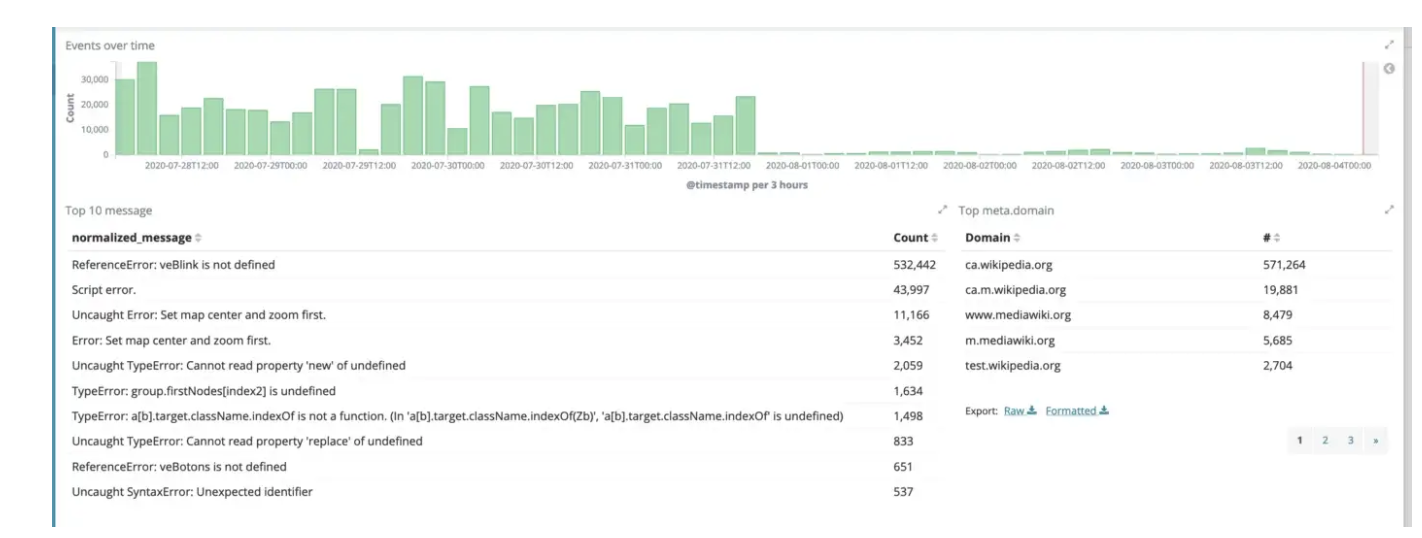 Events over time
Count
30,000
20,000
10,000
0
2020-07-28T12:00 2020-07-29T00:00 2020-07-29T12:00 2020-07-30T00:00 2020-07-30T12:00 2020-07-31T00:00 2020-07-31T12:00 2020-08-01T00:00 2020-08-01T12:00 2020-08-02T00:00 2020-08-02T12:00 2020-08-03T00:00 2020-08-03T12:00 2020-08-04T00:00
@timestamp per 3 hours
Top 10 message
normalized_message Count
ReferenceError: veBlink is not defined 532,442
Script error. 43,997
Uncaught Error: Set map center and zoom first. 11,166
Error: Set map center and zoom first. 3,452
Uncaught TypeError: Cannot read property 'new' of undefined 2,059
TypeError: group.firstNodes[index2] is undefined 1,634
TypeError: a[b].target.className.indexOf is not a function. (In 'a[b].target.className.indexOf(Zb)', 'a[b].target.className.indexOf' is undefined) 1,498
Uncaught TypeError: Cannot read property 'replace' of undefined 833
ReferenceError: veBotons is not defined 651
Uncaught SyntaxError: Unexpected identifier 537
Top meta.domain
Domain #
ca.wikipedia.org 571,264
ca.m.wikipedia.org 19,881
www.mediawiki.org 8,479
m.mediawiki.org 5,685
test.wikipedia.org 2,704
Export: Raw Formatted
1 2 3 »